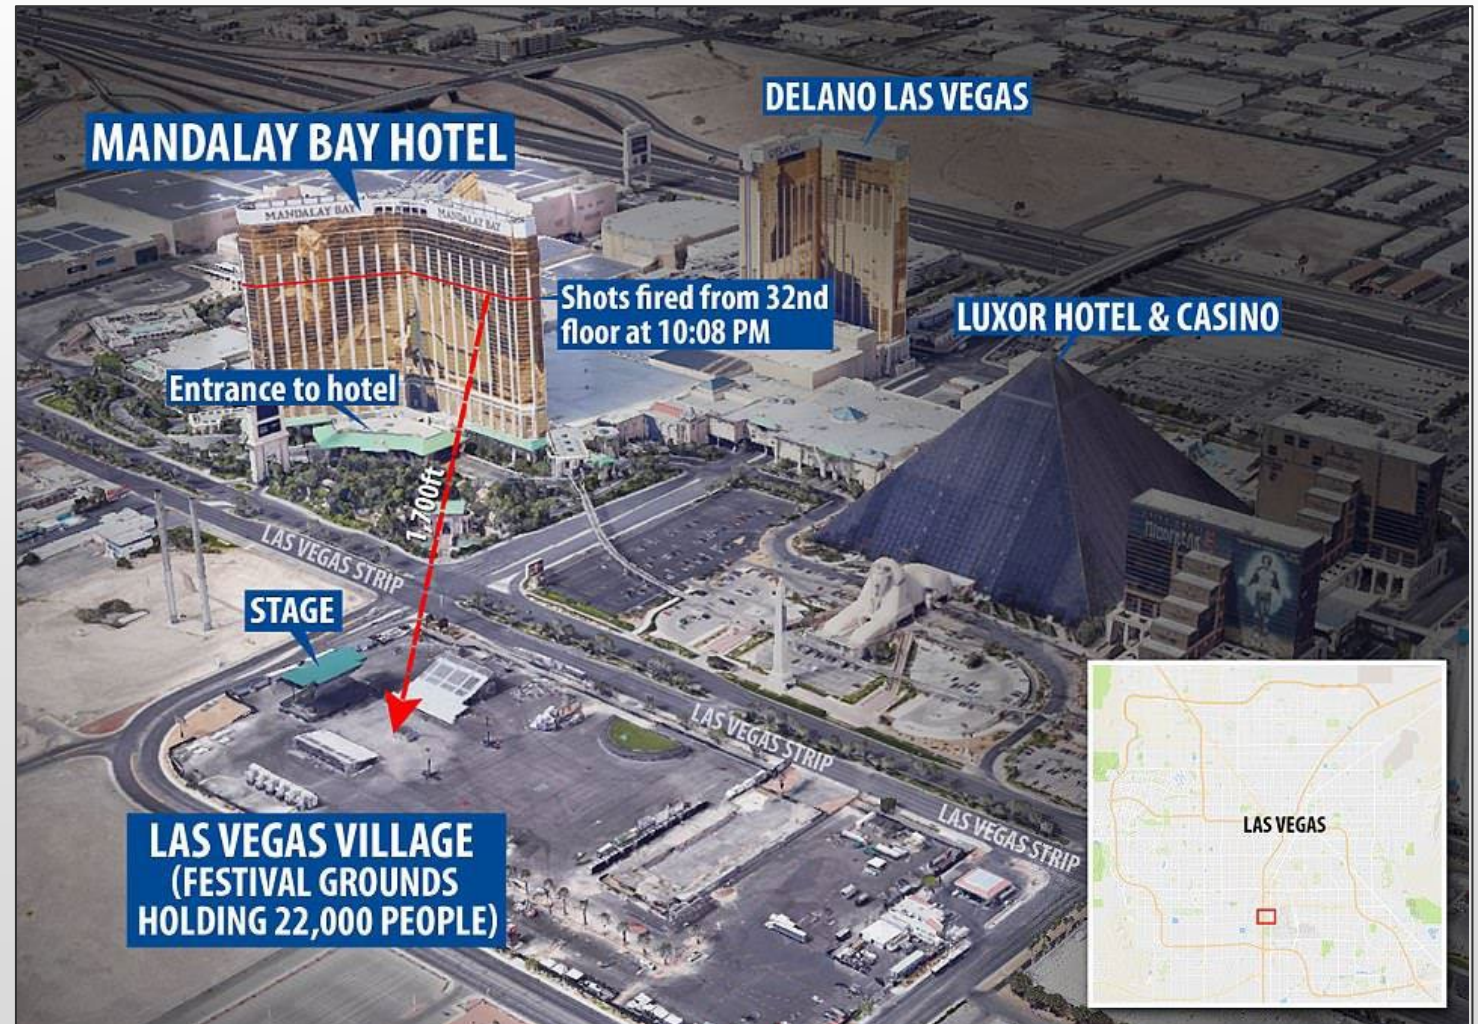 DELANO LAS VEGAS
MANDALAY BAY HOTEL
MANDALAY BAY
MANDALAY BAY
DELANO
Shots fired from 32nd
floor at 10:08 PM
LUXOR HOTEL & CASINO
Entrance to hotel
1,700ft
LAS VEGAS STRIP
STAGE
LAS VEGAS STRIP
LAS VEGAS STRIP
LAS VEGAS VILLAGE
(FESTIVAL GROUNDS
HOLDING 22,000 PEOPLE)
LAS VEGAS